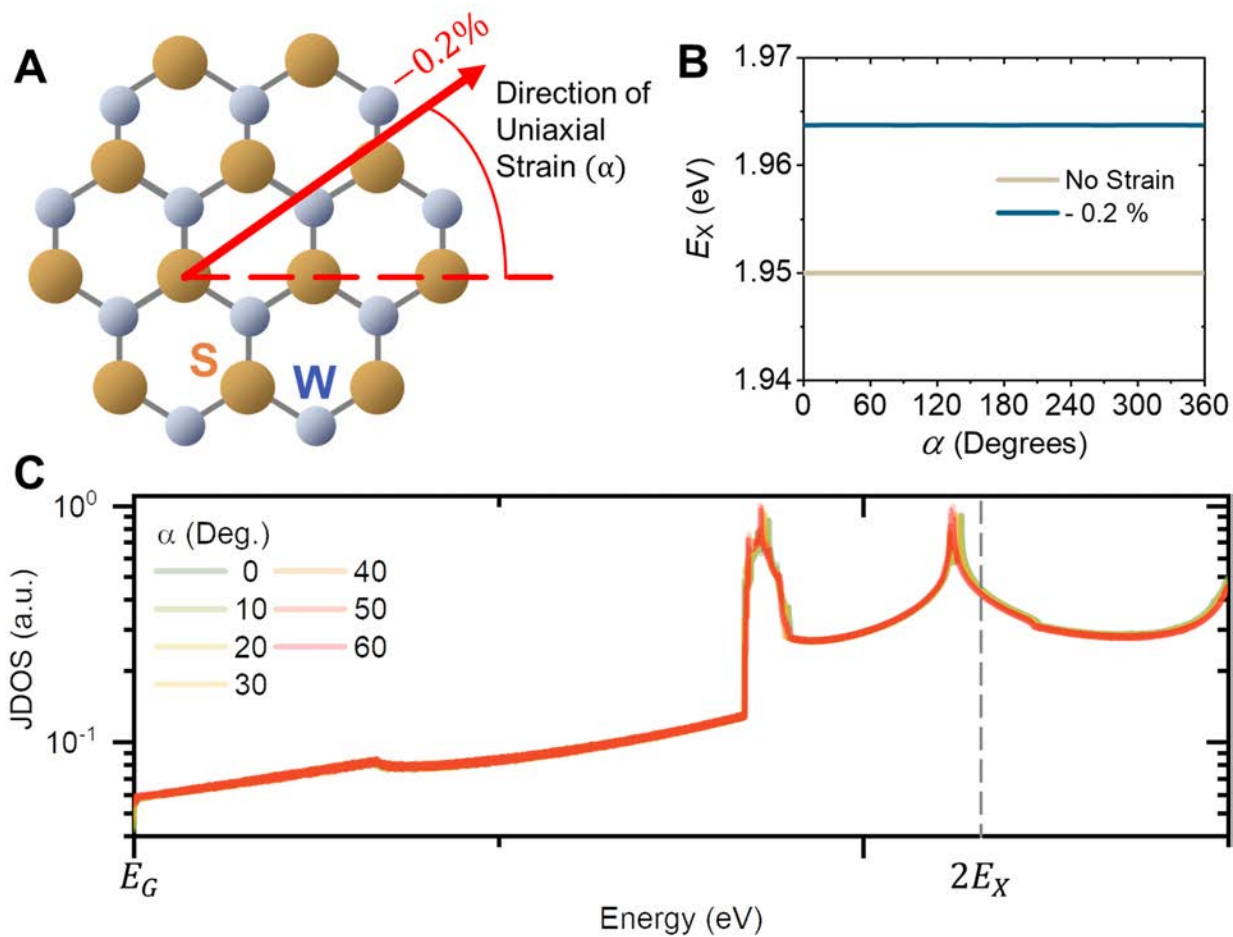 A
−0.2%
Direction of
Uniaxial
Strain (α)
S
W
B
1.97
1.96
1.95
1.94
E_X (eV)
No Strain
- 0.2 %
0 60 120 180 240 300 360
α (Degrees)
C
10⁰
10⁻¹
JDOS (a.u.)
α (Deg.)
0 40
10 50
20 60
30
E_G 2E_X
Energy (eV)